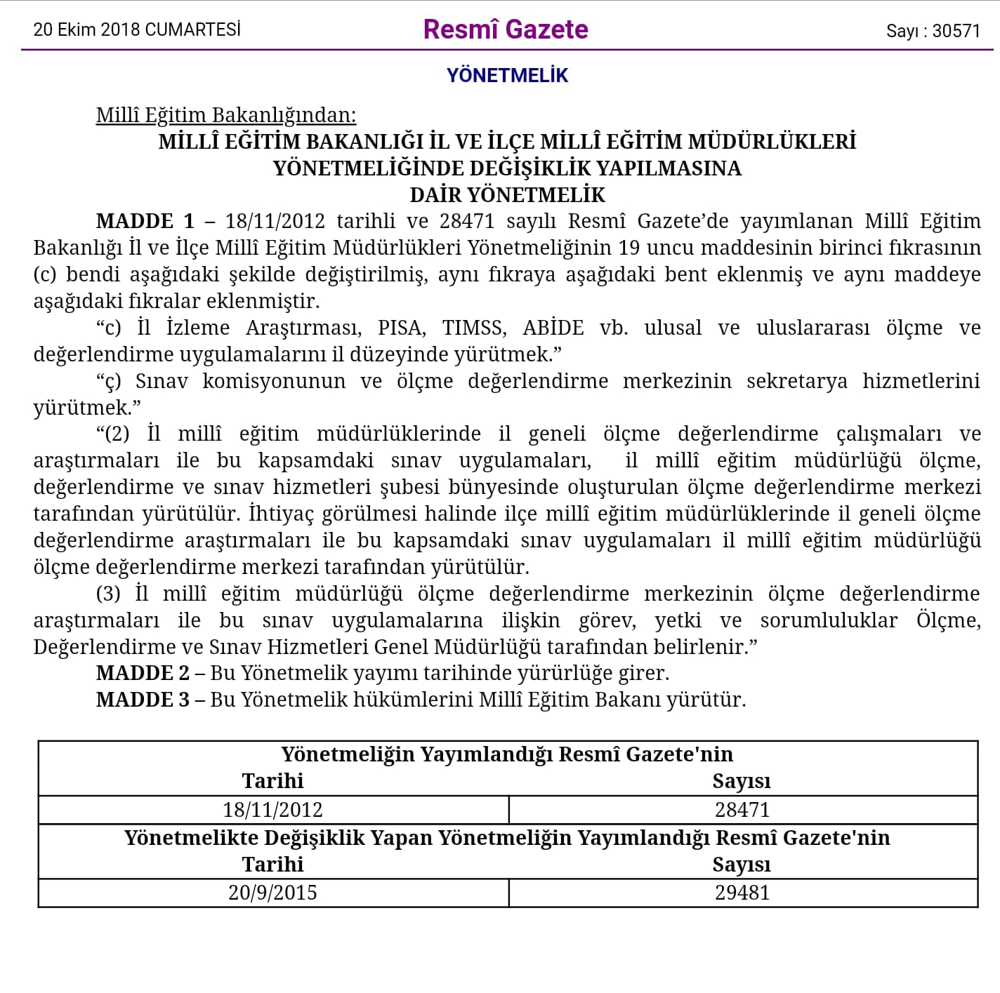 20 Ekim 2018 CUMARTESİ
Resmî Gazete
Sayı : 30571
YÖNETMELİK
Millî Eğitim Bakanlığından:
MİLLÎ EĞİTİM BAKANLIĞI İL VE İLÇE MİLLÎ EĞİTİM MÜDÜRLÜKLERİ
YÖNETMELİĞİNDE DEĞİŞİKLİK YAPILMASINA
DAİR YÖNETMELİK
MADDE 1 – 18/11/2012 tarihli ve 28471 sayılı Resmî Gazete’de yayımlanan Millî Eğitim
Bakanlığı İl ve İlçe Millî Eğitim Müdürlükleri Yönetmeliğinin 19 uncu maddesinin birinci fıkrasının
(c) bendi aşağıdaki şekilde değiştirilmiş, aynı fıkraya aşağıdaki bent eklenmiş ve aynı maddeye
aşağıdaki fıkralar eklenmiştir.
“c) İl İzleme Araştırması, PISA, TIMSS, ABİDE vb. ulusal ve uluslararası ölçme ve
değerlendirme uygulamalarını il düzeyinde yürütmek.”
“ç) Sınav komisyonunun ve ölçme değerlendirme merkezinin sekretarya hizmetlerini
yürütmek.”
“(2) İl millî eğitim müdürlüklerinde il geneli ölçme değerlendirme çalışmaları ve
araştırmaları ile bu kapsamdaki sınav uygulamaları, il millî eğitim müdürlüğü ölçme,
değerlendirme ve sınav hizmetleri şubesi bünyesinde oluşturulan ölçme değerlendirme merkezi
tarafından yürütülür. İhtiyaç görülmesi halinde ilçe millî eğitim müdürlüklerinde il geneli ölçme
değerlendirme araştırmaları ile bu kapsamdaki sınav uygulamaları il millî eğitim müdürlüğü
ölçme değerlendirme merkezi tarafından yürütülür.
(3) İl millî eğitim müdürlüğü ölçme değerlendirme merkezinin ölçme değerlendirme
araştırmaları ile bu sınav uygulamalarına ilişkin görev, yetki ve sorumluluklar Ölçme,
Değerlendirme ve Sınav Hizmetleri Genel Müdürlüğü tarafından belirlenir.”
MADDE 2 – Bu Yönetmelik yayımı tarihinde yürürlüğe girer.
MADDE 3 – Bu Yönetmelik hükümlerini Millî Eğitim Bakanı yürütür.
Yönetmeliğin Yayımlandığı Resmî Gazete'nin
Tarihi Sayısı
18/11/2012 28471
Yönetmelikte Değişiklik Yapan Yönetmeliğin Yayımlandığı Resmî Gazete'nin
Tarihi Sayısı
20/9/2015 29481